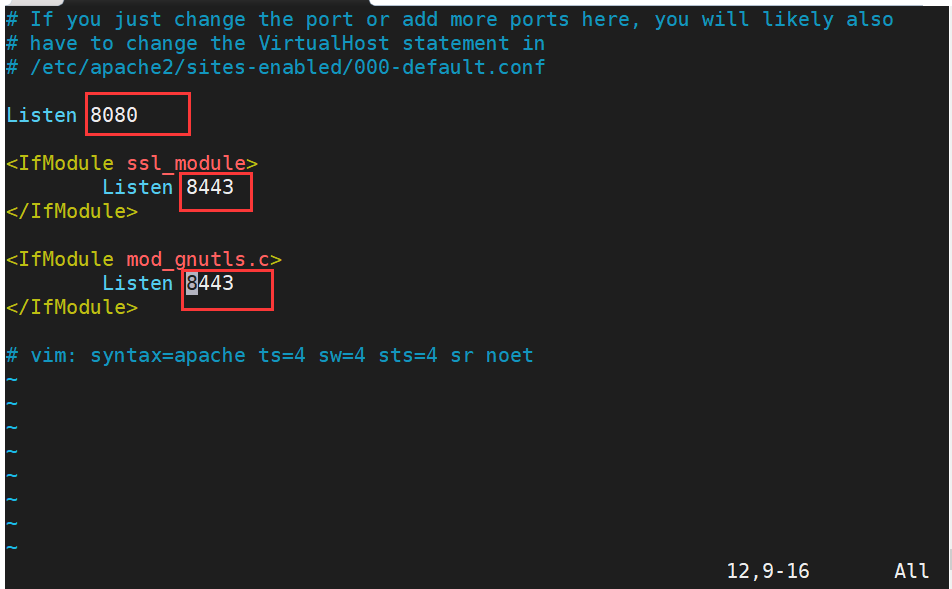 # If you just change the port or add more ports here, you will likely also
# have to change the VirtualHost statement in
# /etc/apache2/sites-enabled/000-default.conf
Listen 8080
<IfModule ssl_module>
Listen 8443
</IfModule>
<IfModule mod_gnutls.c>
Listen 8443
</IfModule>
# vim: syntax=apache ts=4 sw=4 sts=4 sr noet
~
~
~
~
~
~
~
~
12,9-16 All